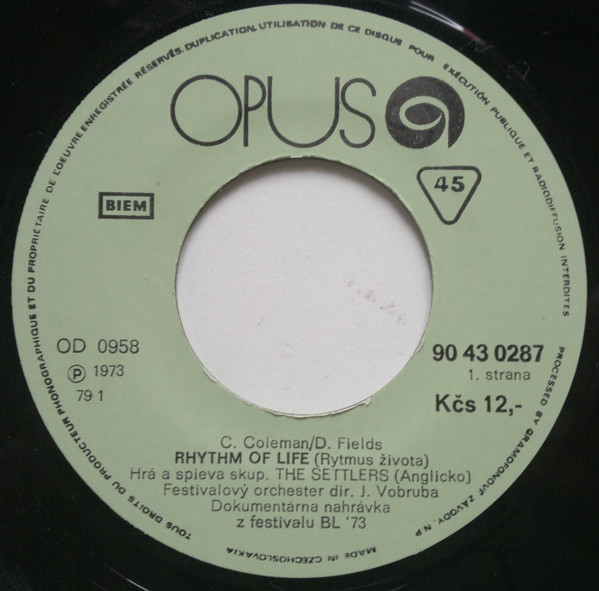 TOUS DROITS DU PRODUCTEUR PHONOGRAPHIQUE ET DU PROPRIÉTAIRE DE L'OEUVRE ENREGISTRÉE RÉSERVÉS. DUPLICATION, UTILISATION DE CE DISQUE POUR EXÉCUTION PUBLIQUE ET RADIODIFFUSION INTERDITES
OPUS
45
BIEM
OD 0958
℗ 1973
79 1
90 43 0287
1. strana
Kčs 12,-
C. Coleman/D. Fields
RHYTHM OF LIFE (Rytmus života)
Hrá a spieva skup. THE SETTLERS (Anglicko)
Festivalový orchester dir. J. Vobruba
Dokumentárna nahrávka
z festivalu BL '73
PROCESSED BY GRAMOFONOVÉ ZÁVODY, N.P.
MADE IN CZECHOSLOVAKIA